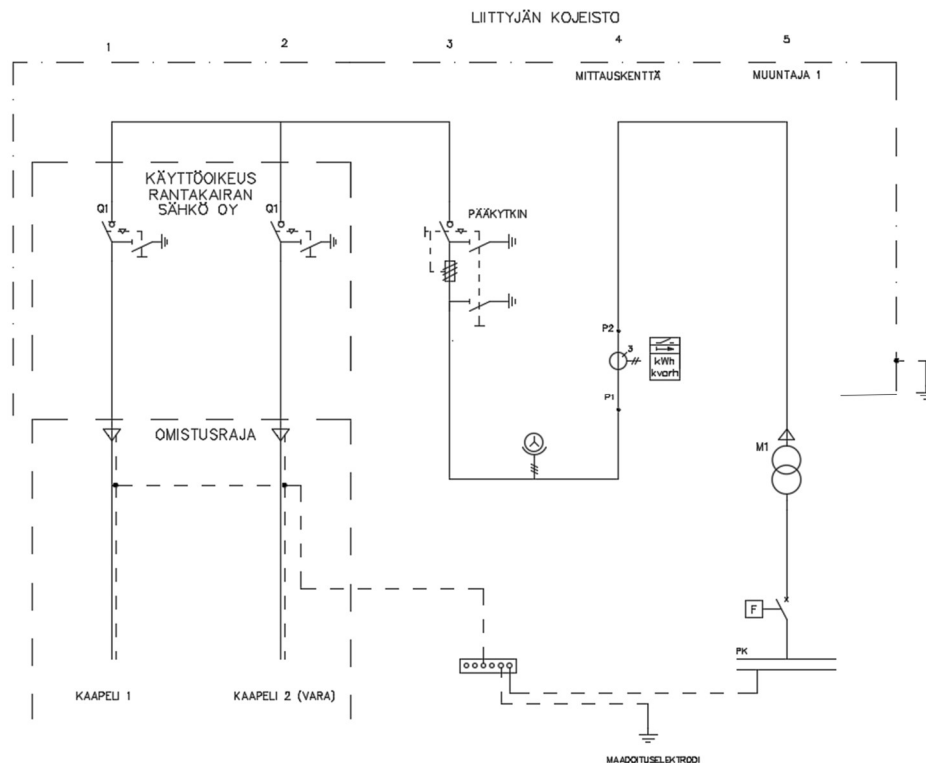 LIITTYJÄN KOJEISTO
1
2
3
4
5
MITTAUSKENTTÄ
MUUNTAJA 1
KÄYTTÖOIKEUS
RANTAKAIRAN
SÄHKÖ OY
Q1
Q1
PÄÄKYTKIN
P2
3
kWh
kvarh
P1
OMISTUSRAJA
M1
F
PK
KAAPELI 1
KAAPELI 2 (VARA)
MAADOITUSELEKTRODI